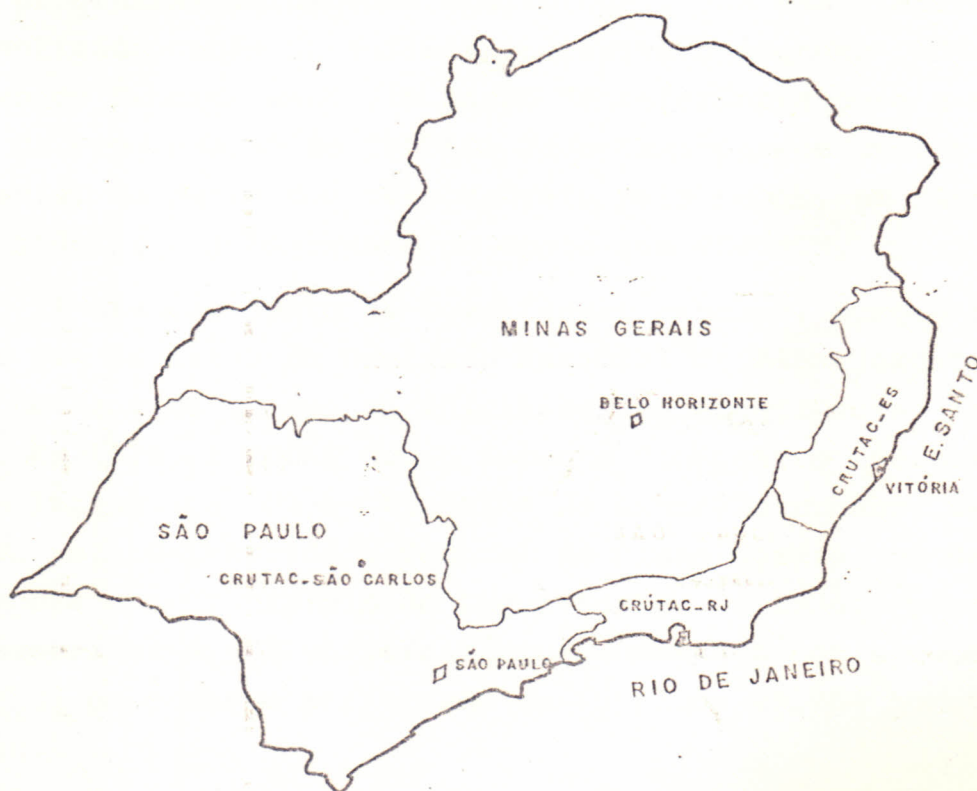 MINAS GERAIS
BELO HORIZONTE
CRUTAC-ES
E. SANTO
VITÓRIA
SÃO PAULO
CRUTAC-SÃO CARLOS
CRÚTAC-RJ
SÃO PAULO
RIO DE JANEIRO